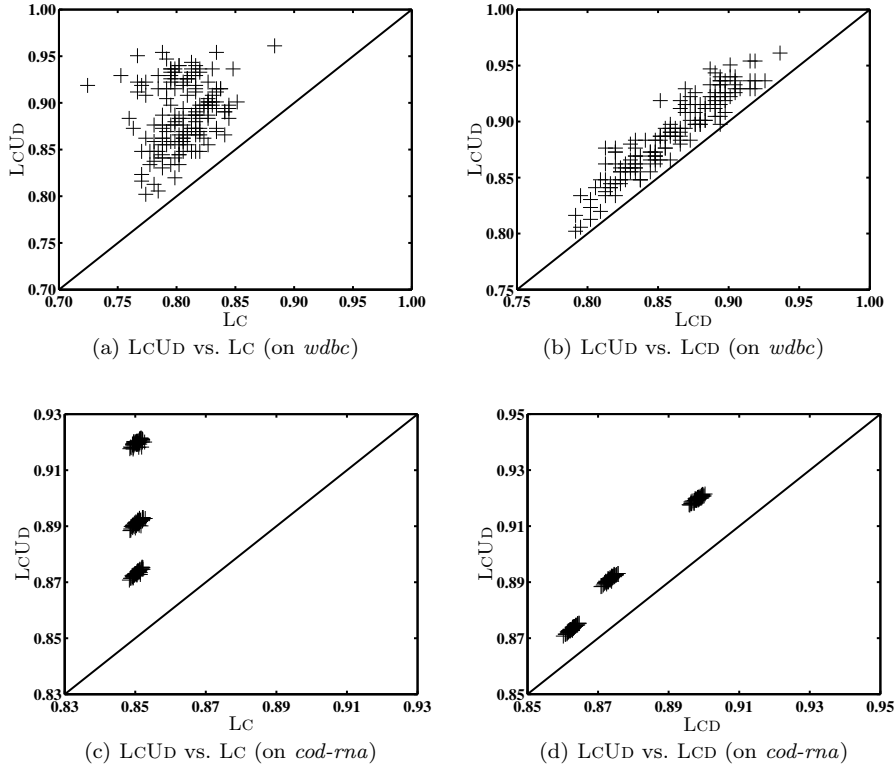 1.00
0.95
0.90
0.85
0.80
0.75
0.70
0.70 0.75 0.80 0.85 0.90 0.95 1.00
LCUD
LC
(a) LCUD vs. LC (on wdbc)
1.00
0.95
0.90
0.85
0.80
0.75
0.75 0.80 0.85 0.90 0.95 1.00
LCUD
LCD
(b) LCUD vs. LCD (on wdbc)
0.93
0.91
0.89
0.87
0.85
0.83
0.83 0.85 0.87 0.89 0.91 0.93
LCUD
LC
(c) LCUD vs. LC (on cod-rna)
0.95
0.93
0.91
0.89
0.87
0.85
0.85 0.87 0.89 0.91 0.93 0.95
LCUD
LCD
(d) LCUD vs. LCD (on cod-rna)